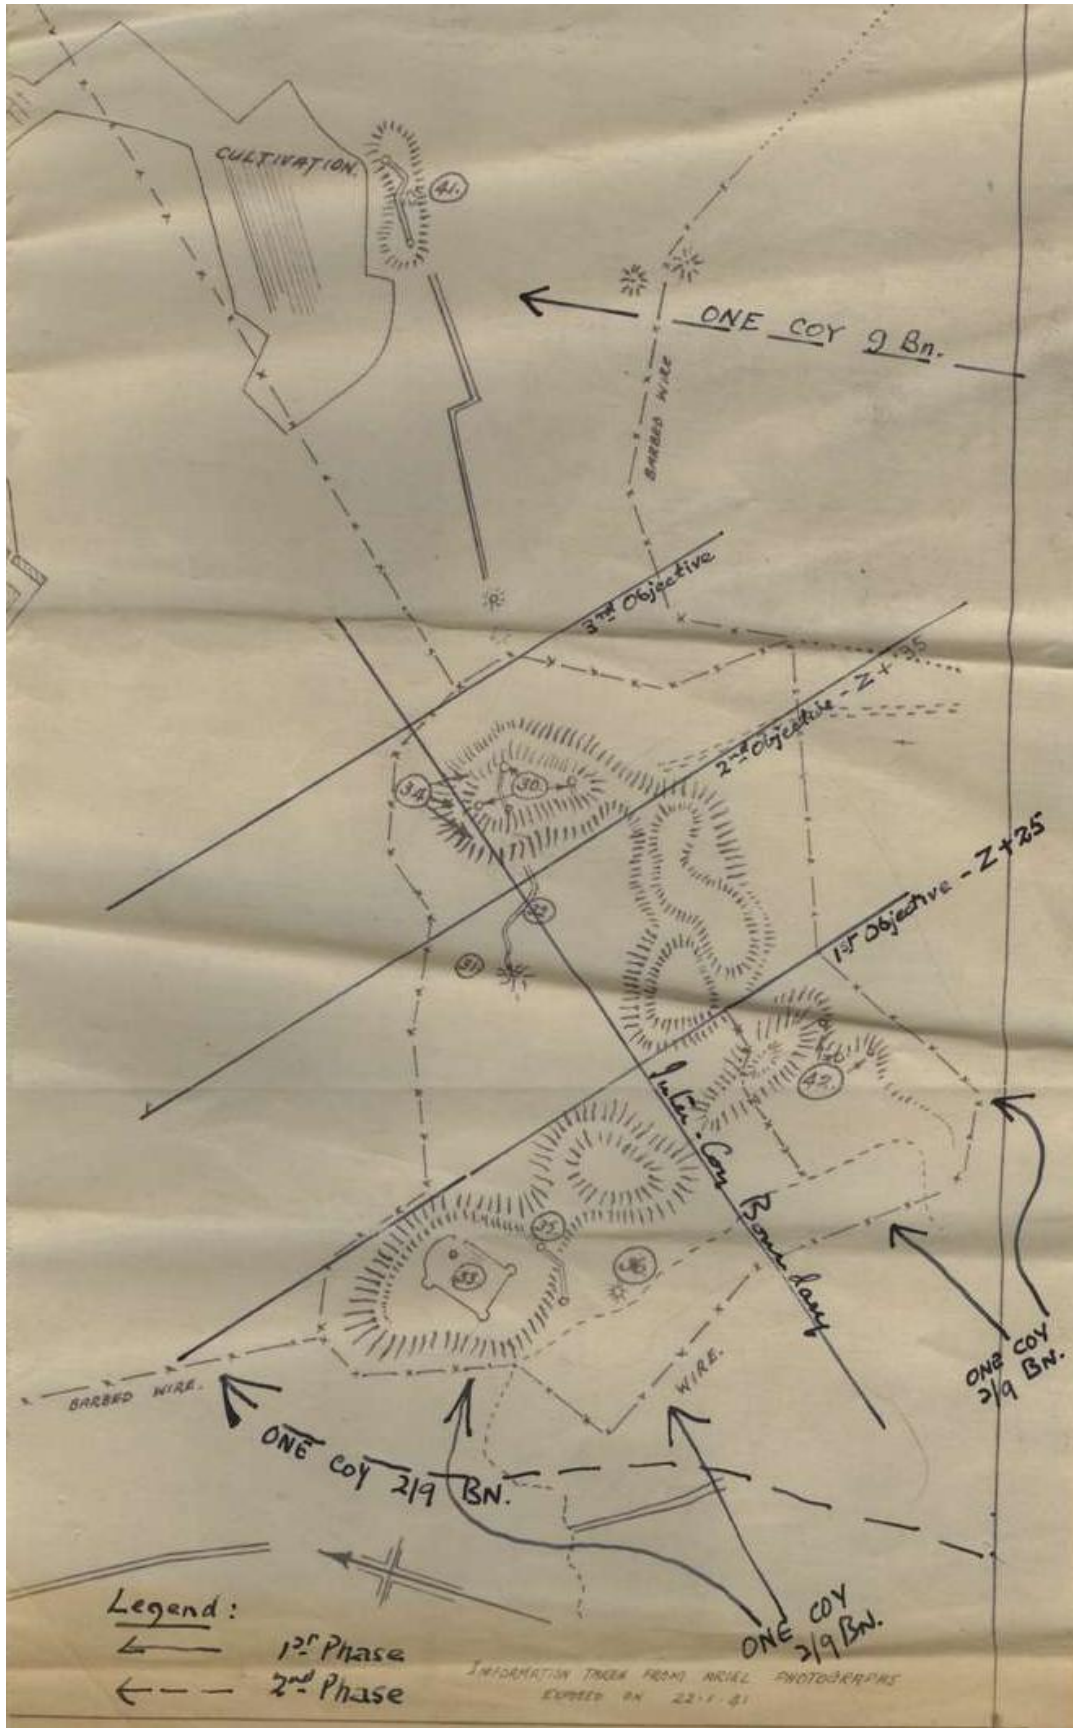 CULTIVATION.
41.
ONE COY 9 Bn.
BARBED WIRE
3rd Objective
2nd Objective - Z + 35
34
30.
1st Objective - Z + 25
32
31
42.
Inter. Coy Boundary
35
33
36
WIRE.
ONE COY
2/9 BN.
BARBED WIRE.
ONE COY 2/9 BN.
ONE COY
2/9 BN.
Legend:
1st Phase
2nd Phase
INFORMATION TAKEN FROM ARIEL PHOTOGRAPHS
EXPOSED ON 22-1-41